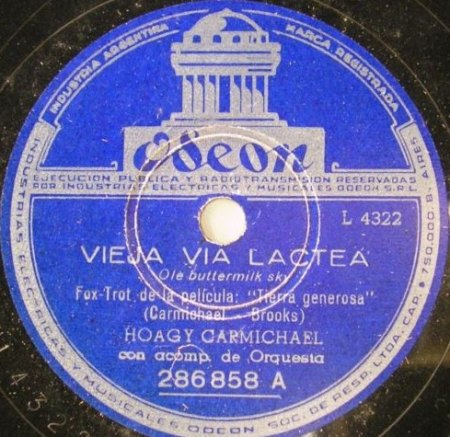 INDUSTRIA ARGENTINA
MARCA REGISTRADA
Odeon
EJECUCION PUBLICA Y RADIOTRANSMISION RESERVADAS
POR INDUSTRIAS ELECTRICAS Y MUSICALES ODEON S.R.L.
L 4322
VIEJA VIA LACTEA
Ole buttermilk sky
Fox-Trot de la película: "Tierra generosa"
(Carmichael - Brooks)
HOAGY CARMICHAEL
con acomp. de Orquesta
286858 A
INDUSTRIAS ELECTRICAS Y MUSICALES ODEON SOC. DE RESP. LTDA. CAP. $ 750.000. B. AIRES